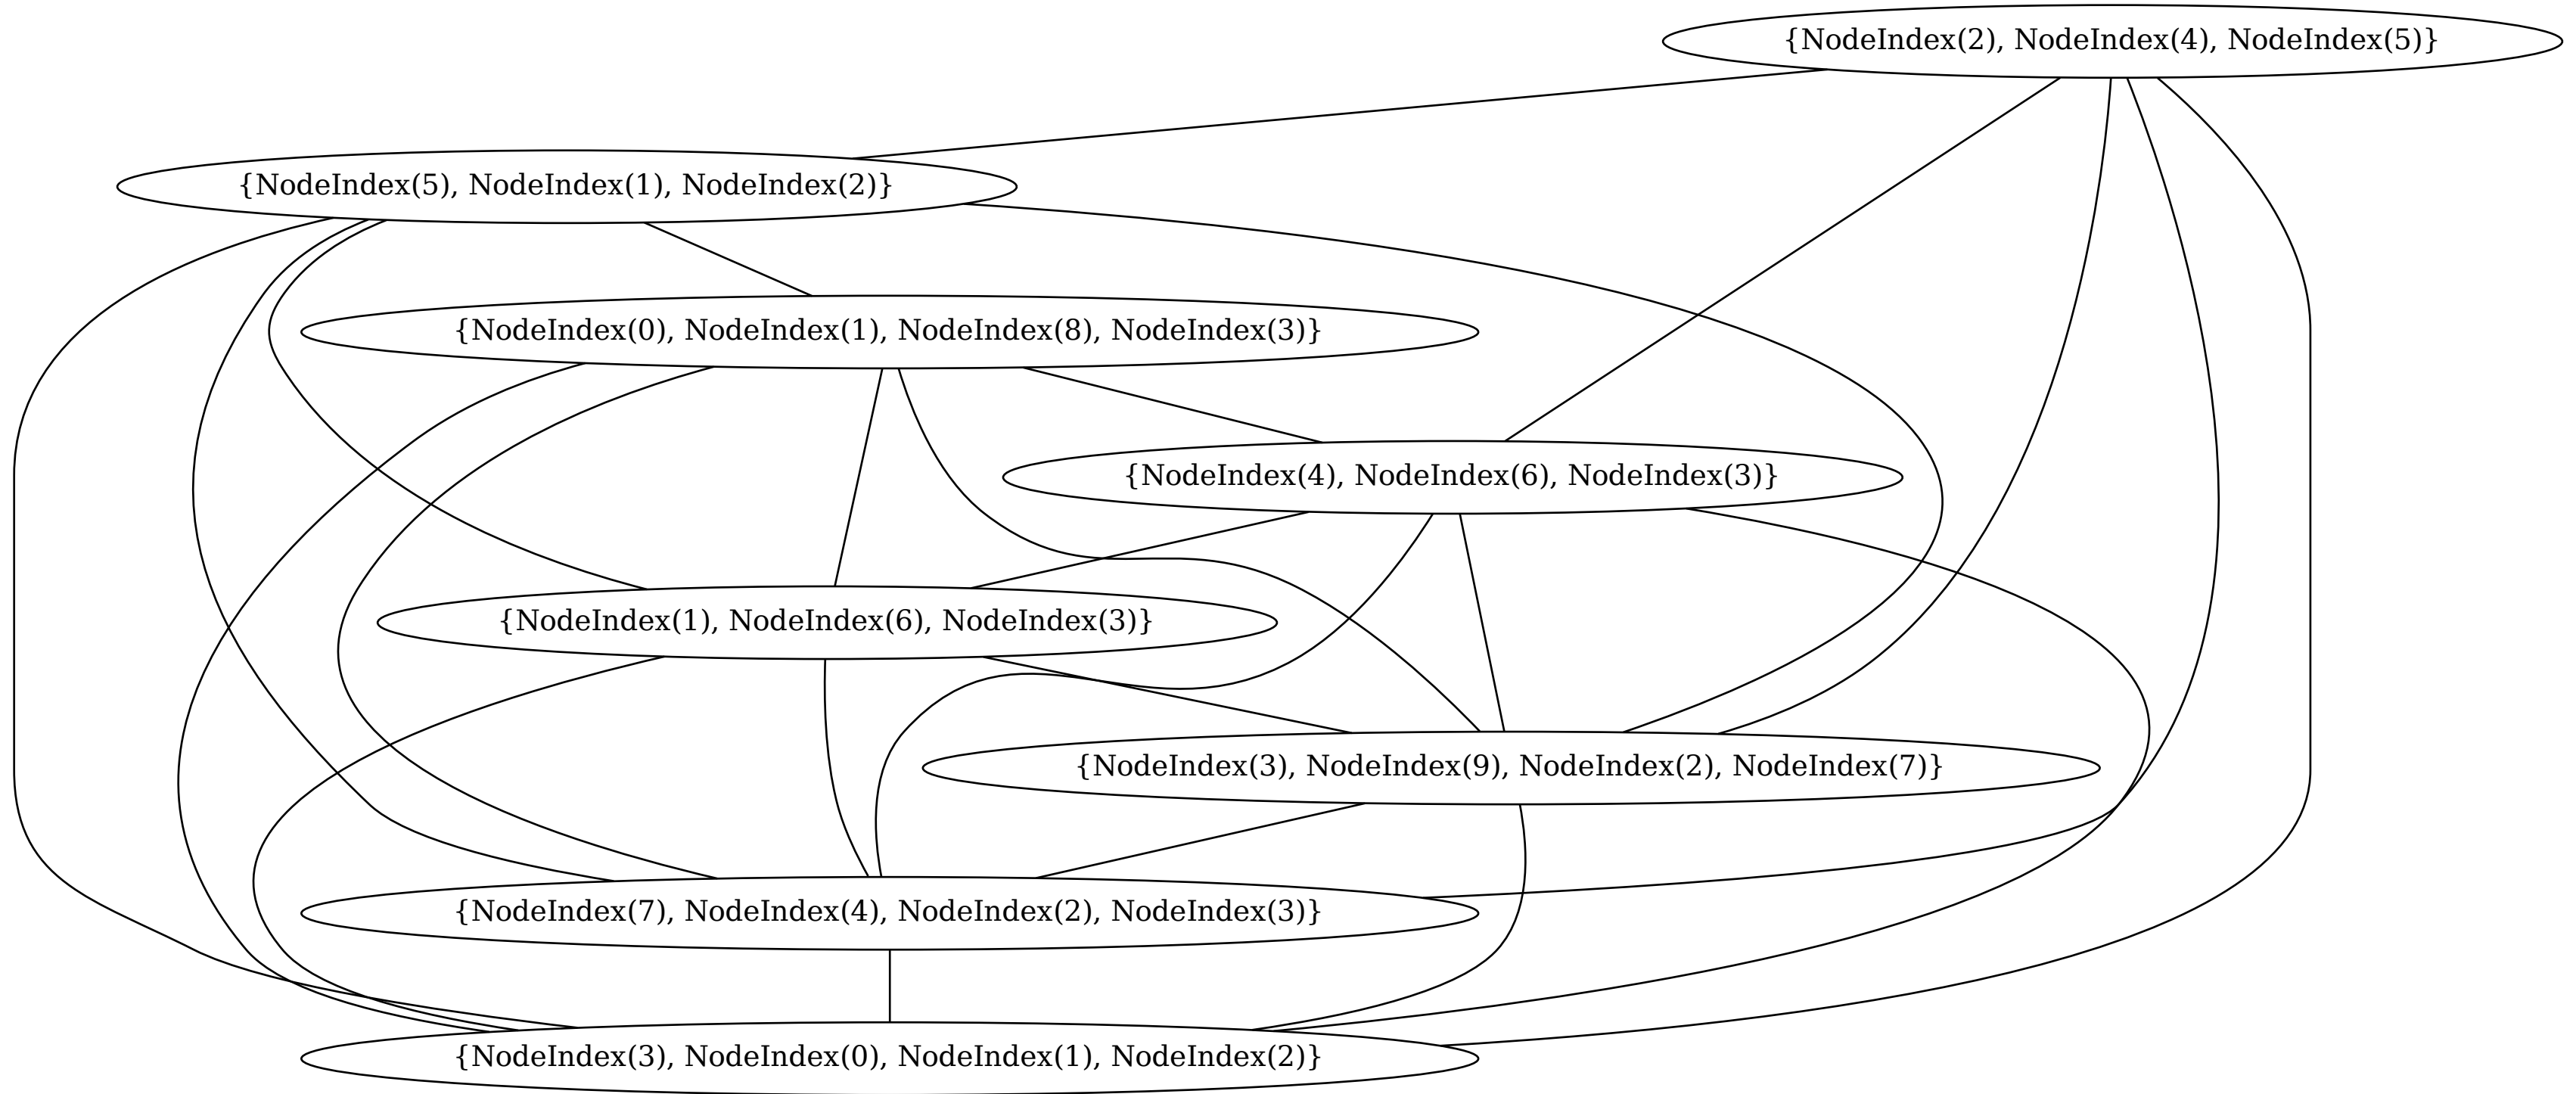 {NodeIndex(2), NodeIndex(4), NodeIndex(5)}
{NodeIndex(5), NodeIndex(1), NodeIndex(2)}
{NodeIndex(0), NodeIndex(1), NodeIndex(8), NodeIndex(3)}
{NodeIndex(4), NodeIndex(6), NodeIndex(3)}
{NodeIndex(1), NodeIndex(6), NodeIndex(3)}
{NodeIndex(3), NodeIndex(9), NodeIndex(2), NodeIndex(7)}
{NodeIndex(7), NodeIndex(4), NodeIndex(2), NodeIndex(3)}
{NodeIndex(3), NodeIndex(0), NodeIndex(1), NodeIndex(2)}